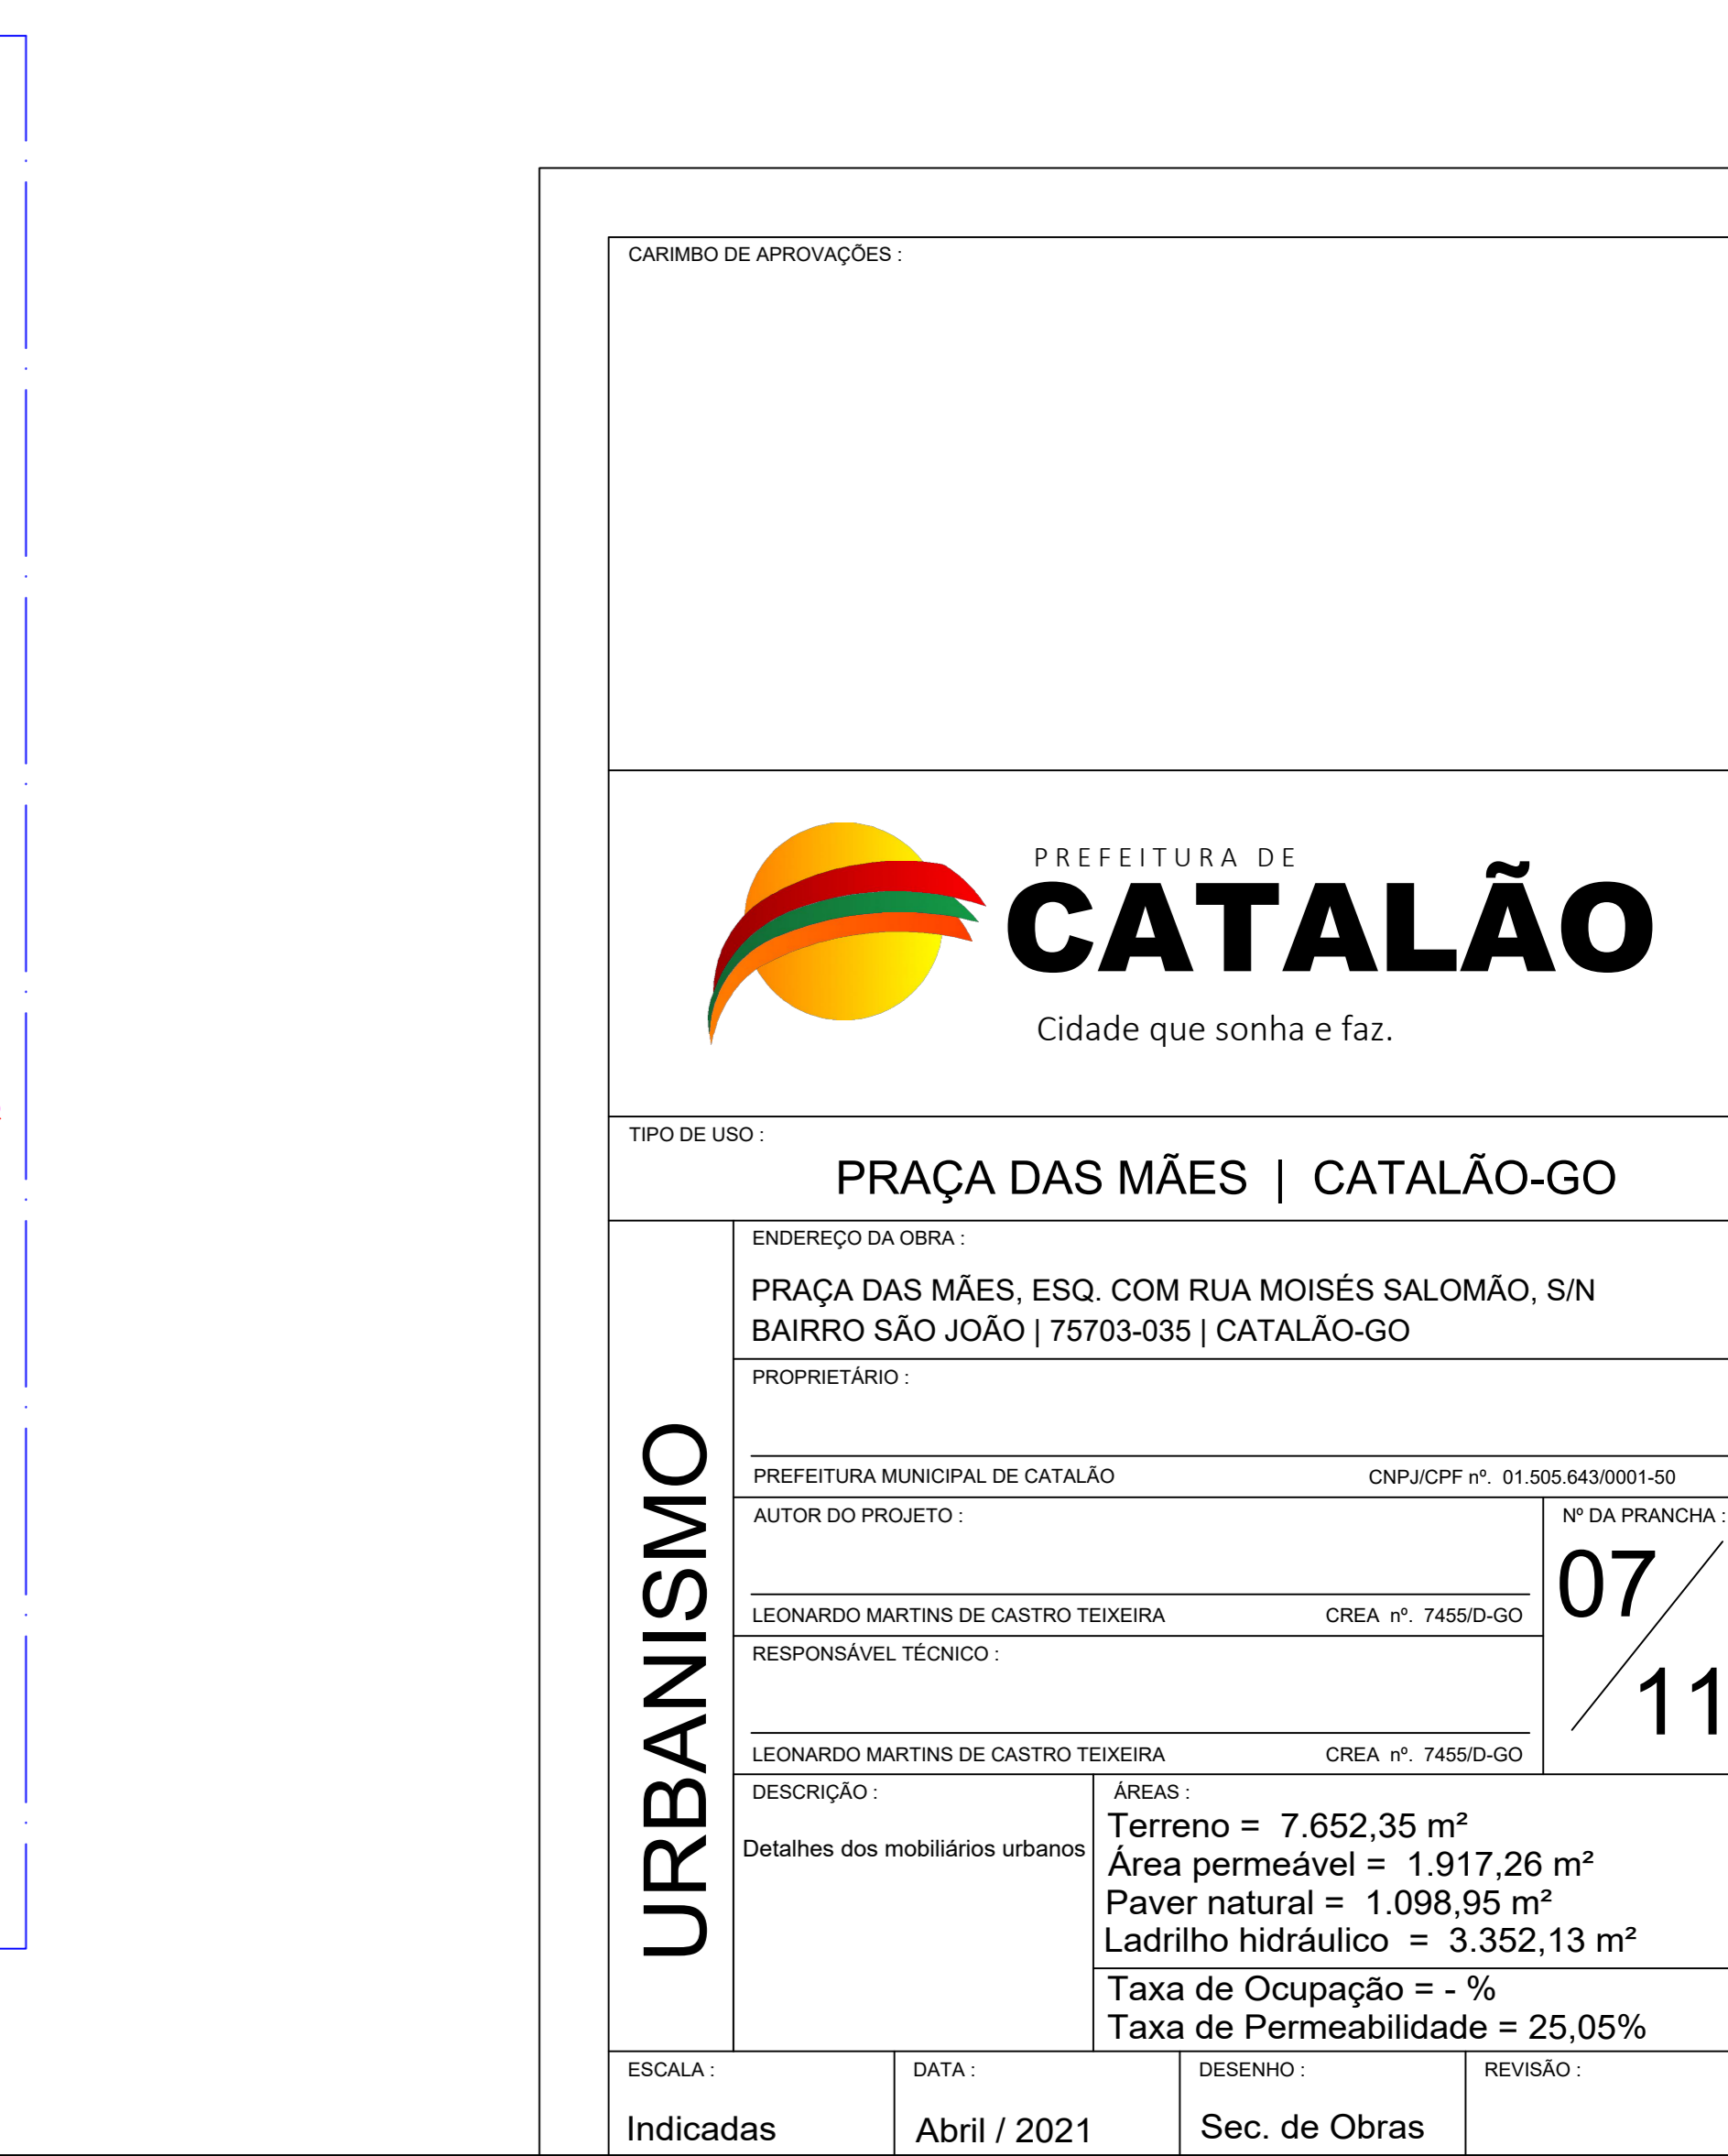 CARIMBO DE APROVAÇÕES :
PREFEITURA DE
CATALÃO
Cidade que sonha e faz.
TIPO DE USO :
PRAÇA DAS MÃES | CATALÃO-GO
URBANISMO
ENDEREÇO DA OBRA :
PRAÇA DAS MÃES, ESQ. COM RUA MOISÉS SALOMÃO, S/N
BAIRRO SÃO JOÃO | 75703-035 | CATALÃO-GO
PROPRIETÁRIO :
PREFEITURA MUNICIPAL DE CATALÃO CNPJ/CPF nº. 01.505.643/0001-50
AUTOR DO PROJETO :
LEONARDO MARTINS DE CASTRO TEIXEIRA CREA nº. 7455/D-GO
Nº DA PRANCHA :
07/
11
RESPONSÁVEL TÉCNICO :
LEONARDO MARTINS DE CASTRO TEIXEIRA CREA nº. 7455/D-GO
DESCRIÇÃO :
Detalhes dos mobiliários urbanos
ÁREAS :
Terreno = 7.652,35 m²
Área permeável = 1.917,26 m²
Paver natural = 1.098,95 m²
Ladrilho hidráulico = 3.352,13 m²
Taxa de Ocupação = - %
Taxa de Permeabilidade = 25,05%
ESCALA :
Indicadas
DATA :
Abril / 2021
DESENHO :
Sec. de Obras
REVISÃO :